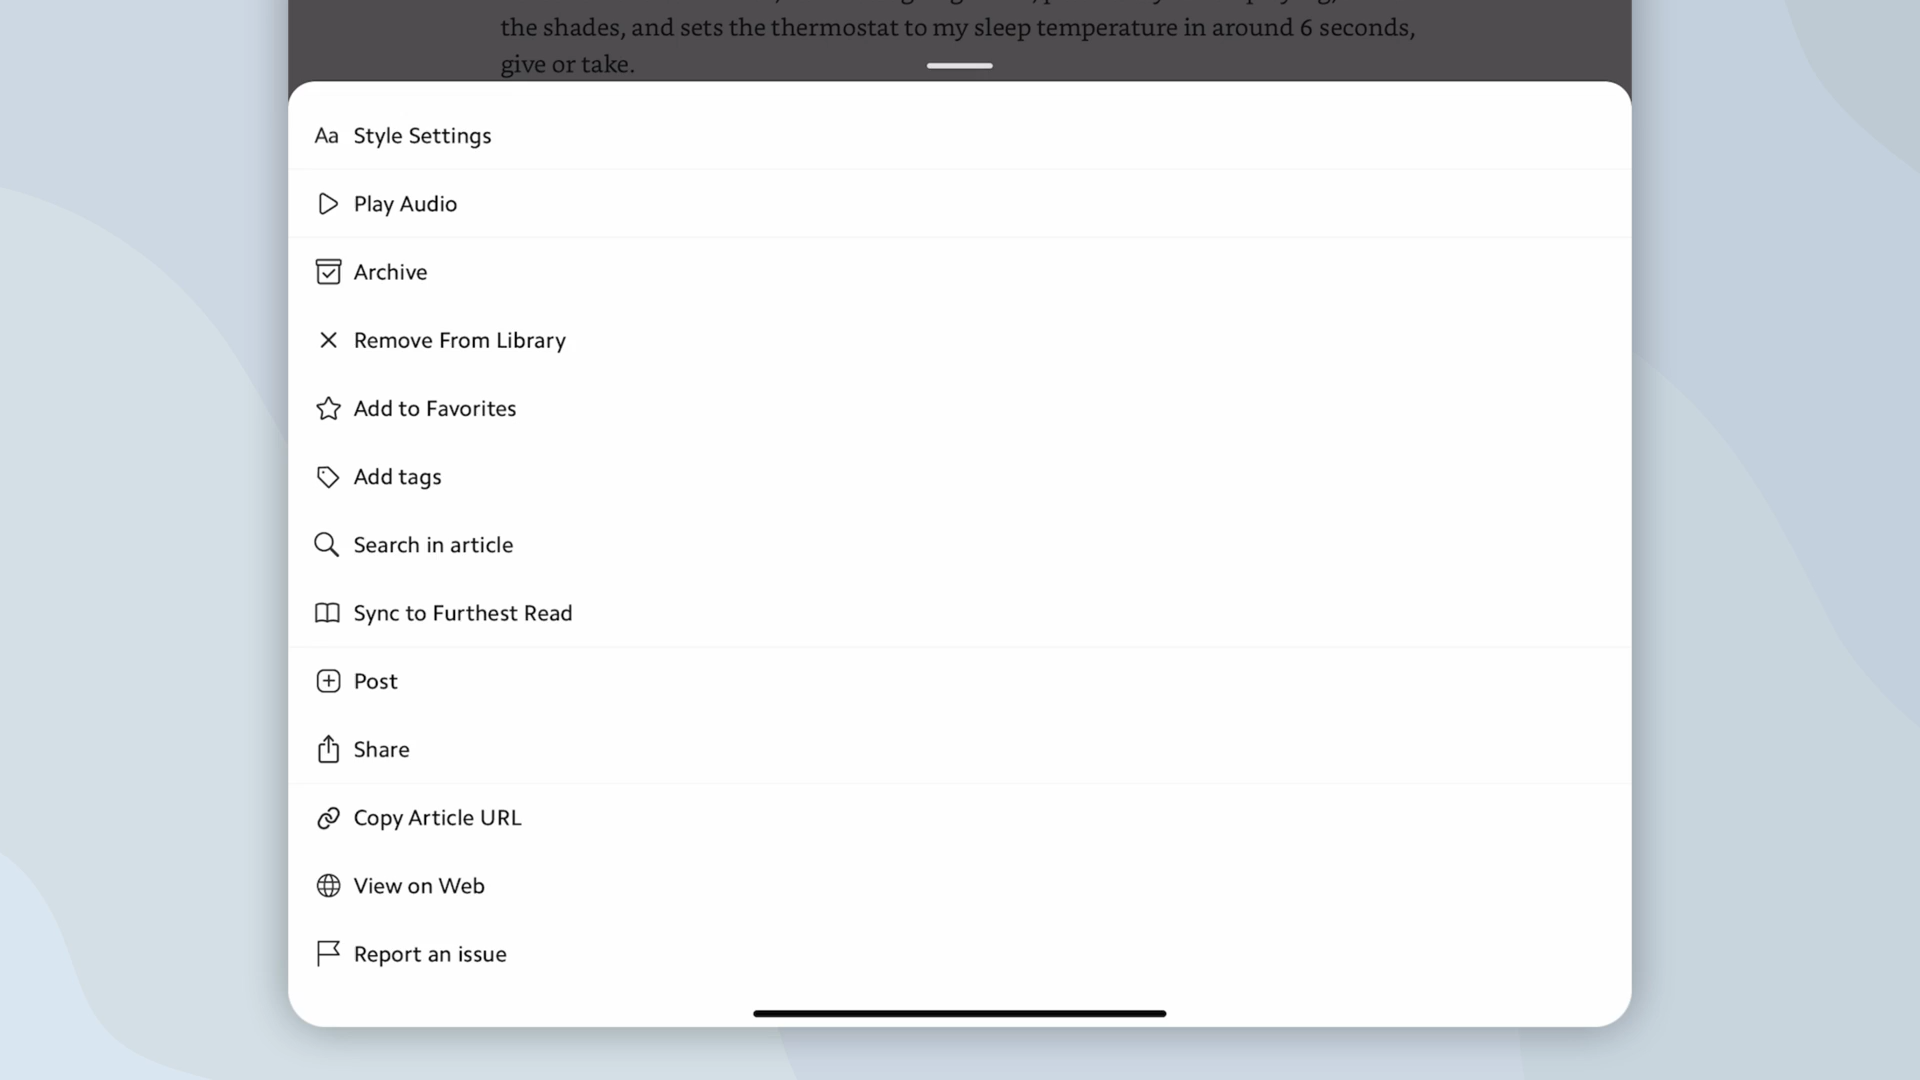 the shades, and sets the thermostat to my sleep temperature in around 6 seconds,
give or take.
Aa Style Settings
Play Audio
Archive
Remove From Library
Add to Favorites
Add tags
Search in article
Sync to Furthest Read
Post
Share
Copy Article URL
View on Web
Report an issue